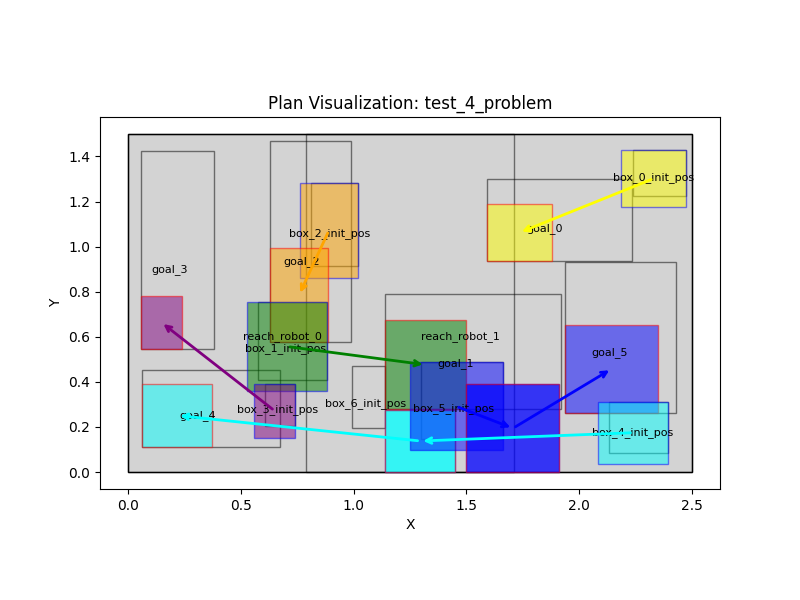 Plan Visualization: test_4_problem
Y
1.4
1.2
1.0
0.8
0.6
0.4
0.2
0.0
box_0_init_pos
goal_0
box_2_init_pos
goal_2
goal_3
reach_robot_0
box_1_init_pos
reach_robot_1
goal_1
goal_5
box_3_init_pos
box_6_init_pos
box_5_init_pos
goal_4
box_4_init_pos
0.0 0.5 1.0 1.5 2.0 2.5
X